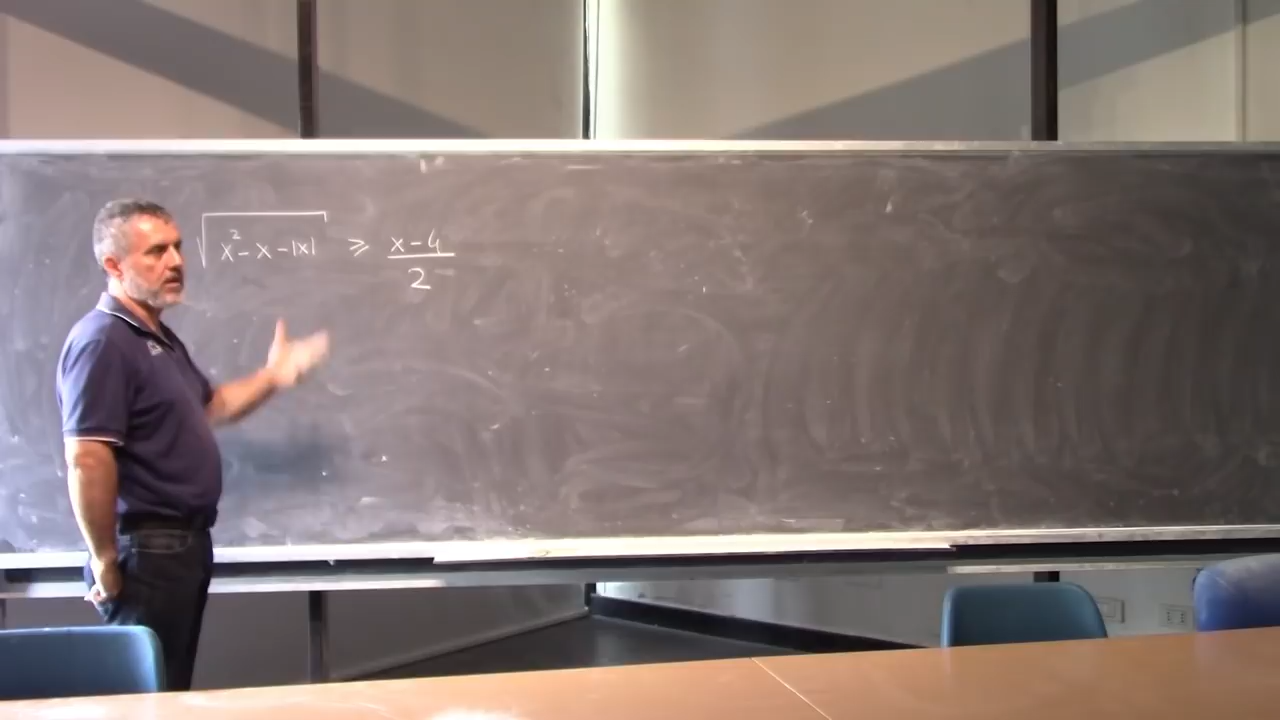 √(x² - x - |x|) ⩾ (x - 4)/2